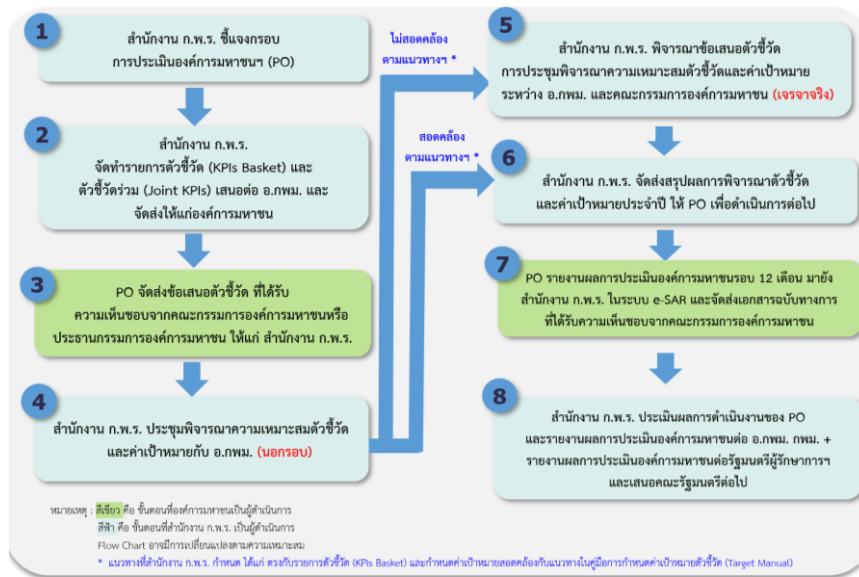 1
สำนักงาน ก.พ.ร. ชี้แจงกรอบ
การประเมินองค์การมหาชนฯ (PO)
2
สำนักงาน ก.พ.ร.
จัดทำรายการตัวชี้วัด (KPIs Basket) และ
ตัวชี้วัดร่วม (Joint KPIs) เสนอต่อ อ.กพม. และ
จัดส่งให้แก่องค์การมหาชน
3
PO จัดส่งข้อเสนอตัวชี้วัด ที่ได้รับ
ความเห็นชอบจากคณะกรรมการองค์การมหาชนหรือ
ประธานกรรมการองค์การมหาชน ให้แก่ สำนักงาน ก.พ.ร.
4
สำนักงาน ก.พ.ร. ประชุมพิจารณาความเหมาะสมตัวชี้วัด
และค่าเป้าหมายกับ อ.กพม. (นอกรอบ)
ไม่สอดคล้อง
ตามแนวทางฯ *
สอดคล้อง
ตามแนวทางฯ *
5
สำนักงาน ก.พ.ร. พิจารณาข้อเสนอตัวชี้วัด
การประชุมพิจารณาความเหมาะสมตัวชี้วัดและค่าเป้าหมาย
ระหว่าง อ.กพม. และคณะกรรมการองค์การมหาชน (เจรจาจริง)
6
สำนักงาน ก.พ.ร. จัดส่งสรุปผลการพิจารณาตัวชี้วัด
และค่าเป้าหมายประจำปี ให้ PO เพื่อดำเนินการต่อไป
7
PO รายงานผลการประเมินองค์การมหาชนรอบ 12 เดือน มายัง
สำนักงาน ก.พ.ร. ในระบบ e-SAR และจัดส่งเอกสารฉบับทางการ
ที่ได้รับความเห็นชอบจากคณะกรรมการองค์การมหาชน
8
สำนักงาน ก.พ.ร. ประเมินผลการดำเนินงานของ PO
และรายงานผลการประเมินองค์การมหาชนต่อ อ.กพม. กพม. +
รายงานผลการประเมินองค์การมหาชนต่อรัฐมนตรีผู้รักษาการฯ
และเสนอคณะรัฐมนตรีต่อไป
หมายเหตุ : สีเขียว คือ ขั้นตอนที่องค์การมหาชนเป็นผู้ดำเนินการ
สีฟ้า คือ ขั้นตอนที่สำนักงาน ก.พ.ร. เป็นผู้ดำเนินการ
Flow Chart อาจมีการเปลี่ยนแปลงตามความเหมาะสม
* แนวทางที่สำนักงาน ก.พ.ร. กำหนด ได้แก่ ตรงกับรายการตัวชี้วัด (KPIs Basket) และกำหนดค่าเป้าหมายสอดคล้องกับแนวทางในคู่มือการกำหนดค่าเป้าหมายตัวชี้วัด (Target Manual)